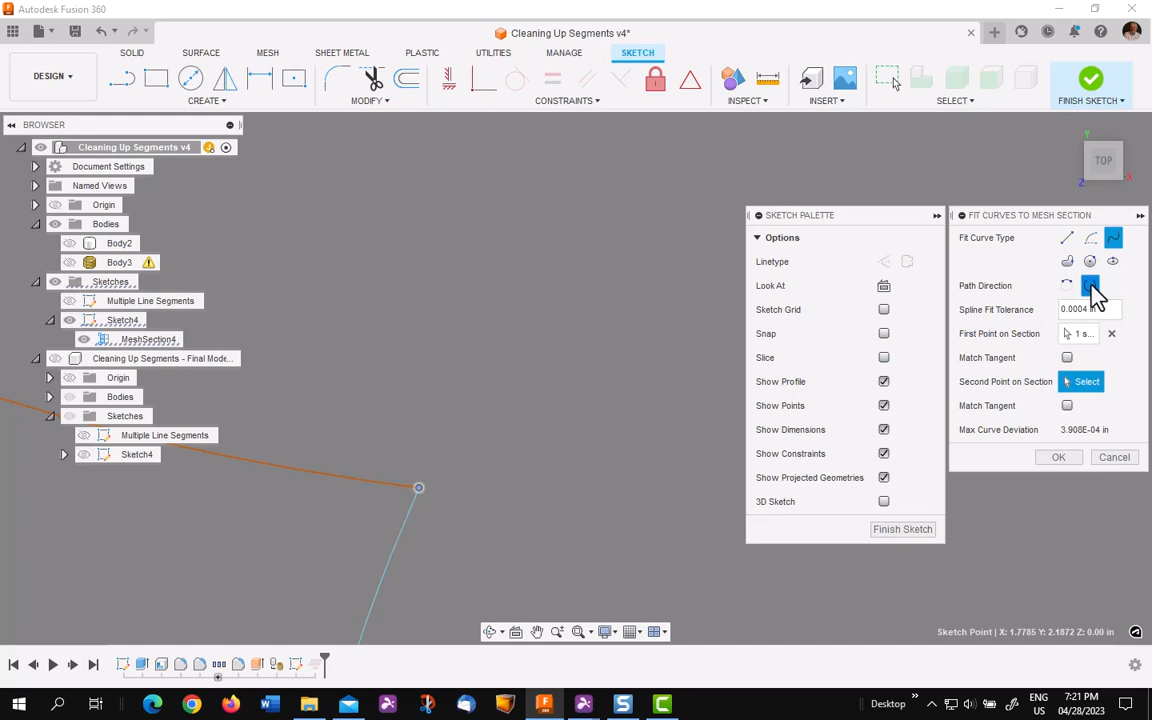 Autodesk Fusion 360
Cleaning Up Segments v4*
DESIGN
SOLID SURFACE MESH SHEET METAL PLASTIC UTILITIES MANAGE SKETCH
CREATE MODIFY CONSTRAINTS INSPECT INSERT SELECT FINISH SKETCH
BROWSER
Cleaning Up Segments v4
Document Settings
Named Views
Origin
Bodies
Body2
Body3
Sketches
Multiple Line Segments
Sketch4
MeshSection4
Cleaning Up Segments - Final Mode...
Origin
Bodies
Sketches
Multiple Line Segments
Sketch4
TOP
Y
X
Z
SKETCH PALETTE
Options
Linetype
Look At
Sketch Grid
Snap
Slice
Show Profile
Show Points
Show Dimensions
Show Constraints
Show Projected Geometries
3D Sketch
Finish Sketch
FIT CURVES TO MESH SECTION
Fit Curve Type
Path Direction
Spline Fit Tolerance 0.0004 in
First Point on Section 1 s...
Match Tangent
Second Point on Section Select
Match Tangent
Max Curve Deviation 3.908E-04 in
OK Cancel
Sketch Point | X: 1.7785 Y: 2.1872 Z: 0.00 in
Desktop
ENG
US
7:21 PM
04/28/2023